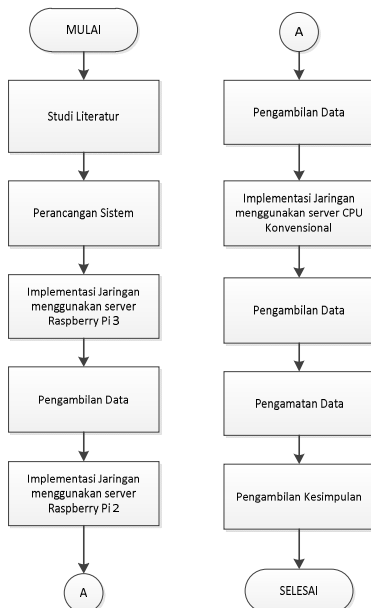 MULAI
Studi Literatur
Perancangan Sistem
Implementasi Jaringan
menggunakan server
Raspberry Pi 3
Pengambilan Data
Implementasi Jaringan
menggunakan server
Raspberry Pi 2
A
A
Pengambilan Data
Implementasi Jaringan
menggunakan server CPU
Konvensional
Pengambilan Data
Pengamatan Data
Pengambilan Kesimpulan
SELESAI